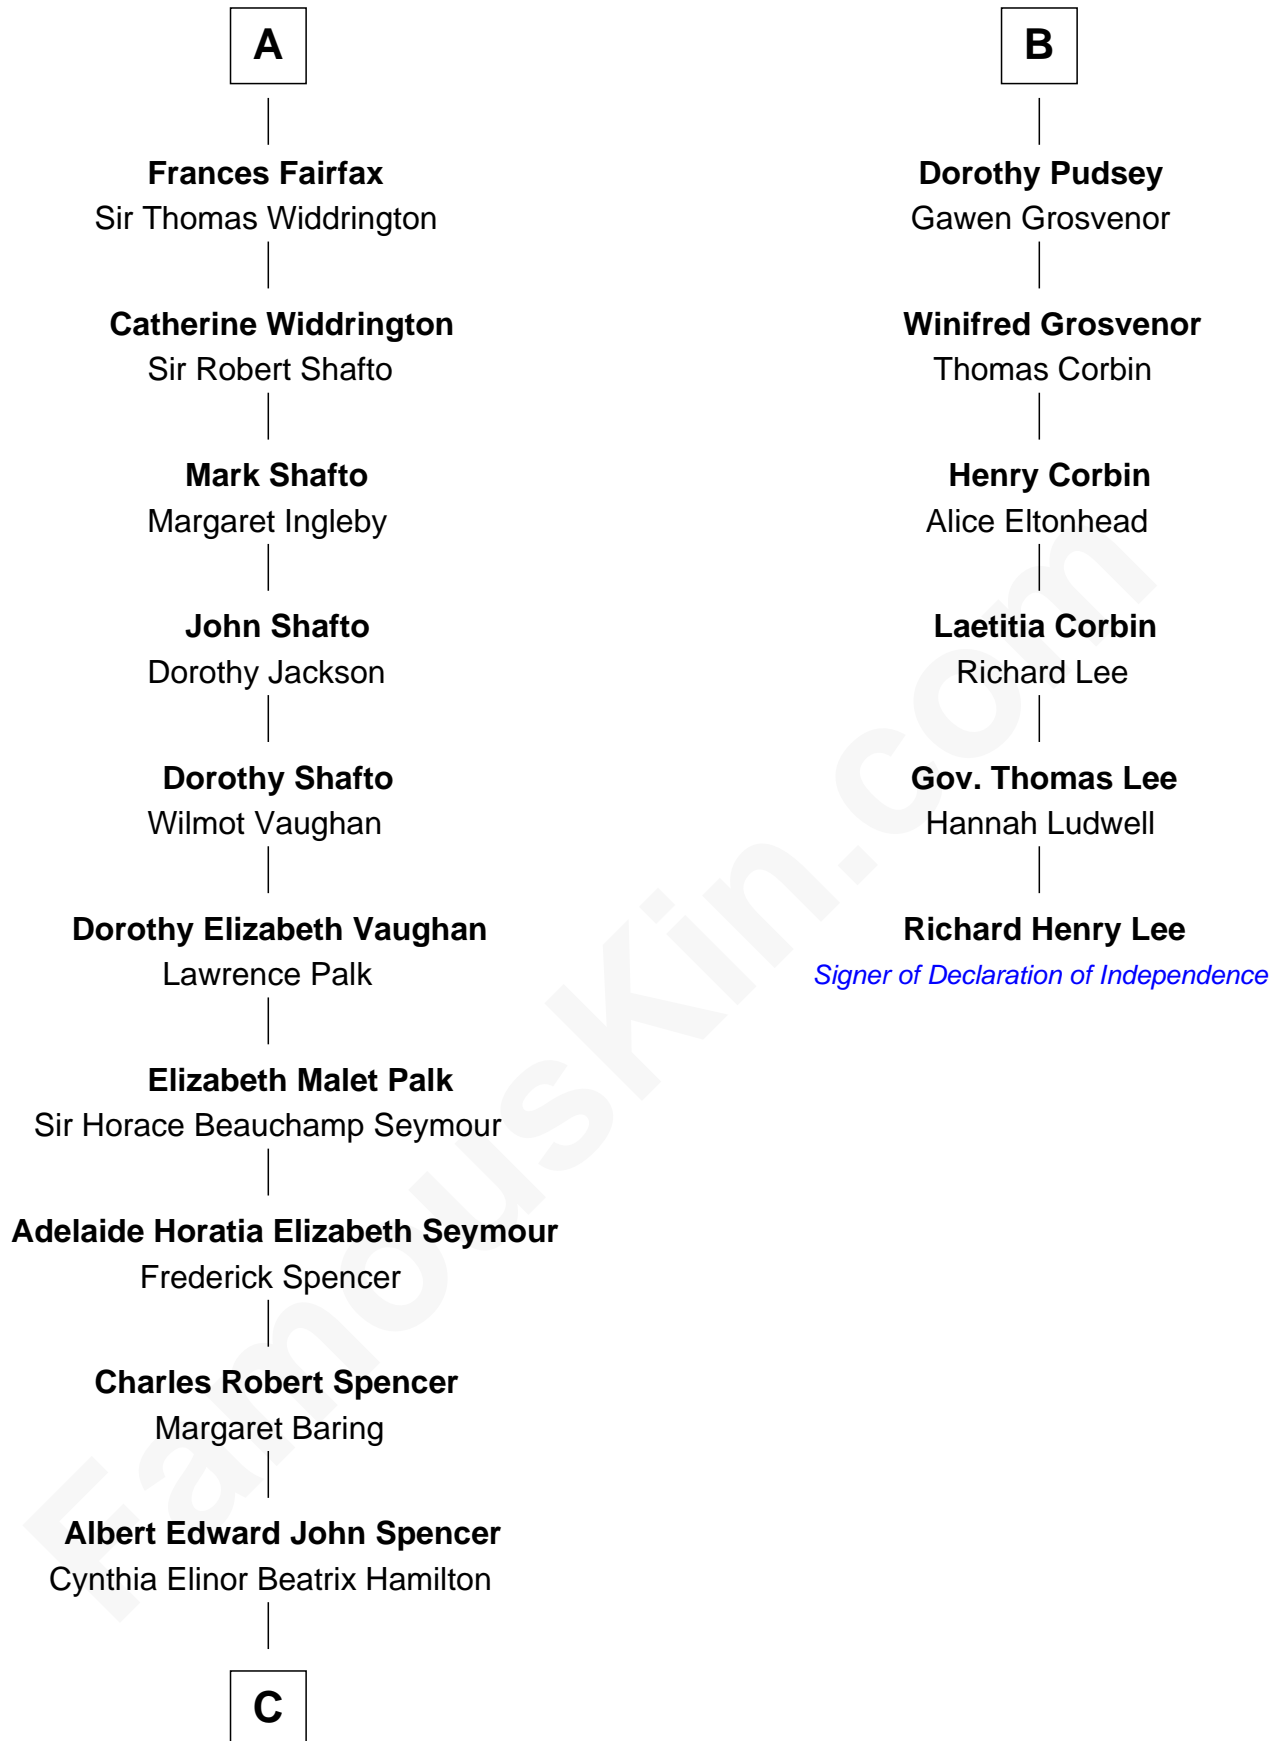 A
Frances Fairfax
Sir Thomas Widdrington
Catherine Widdrington
Sir Robert Shafto
Mark Shafto
Margaret Ingleby
John Shafto
Dorothy Jackson
Dorothy Shafto
Wilmot Vaughan
Dorothy Elizabeth Vaughan
Lawrence Palk
Elizabeth Malet Palk
Sir Horace Beauchamp Seymour
Adelaide Horatia Elizabeth Seymour
Frederick Spencer
Charles Robert Spencer
Margaret Baring
Albert Edward John Spencer
Cynthia Elinor Beatrix Hamilton
C
B
Dorothy Pudsey
Gawen Grosvenor
Winifred Grosvenor
Thomas Corbin
Henry Corbin
Alice Eltonhead
Laetitia Corbin
Richard Lee
Gov. Thomas Lee
Hannah Ludwell
Richard Henry Lee
Signer of Declaration of Independence
FamousKin.com